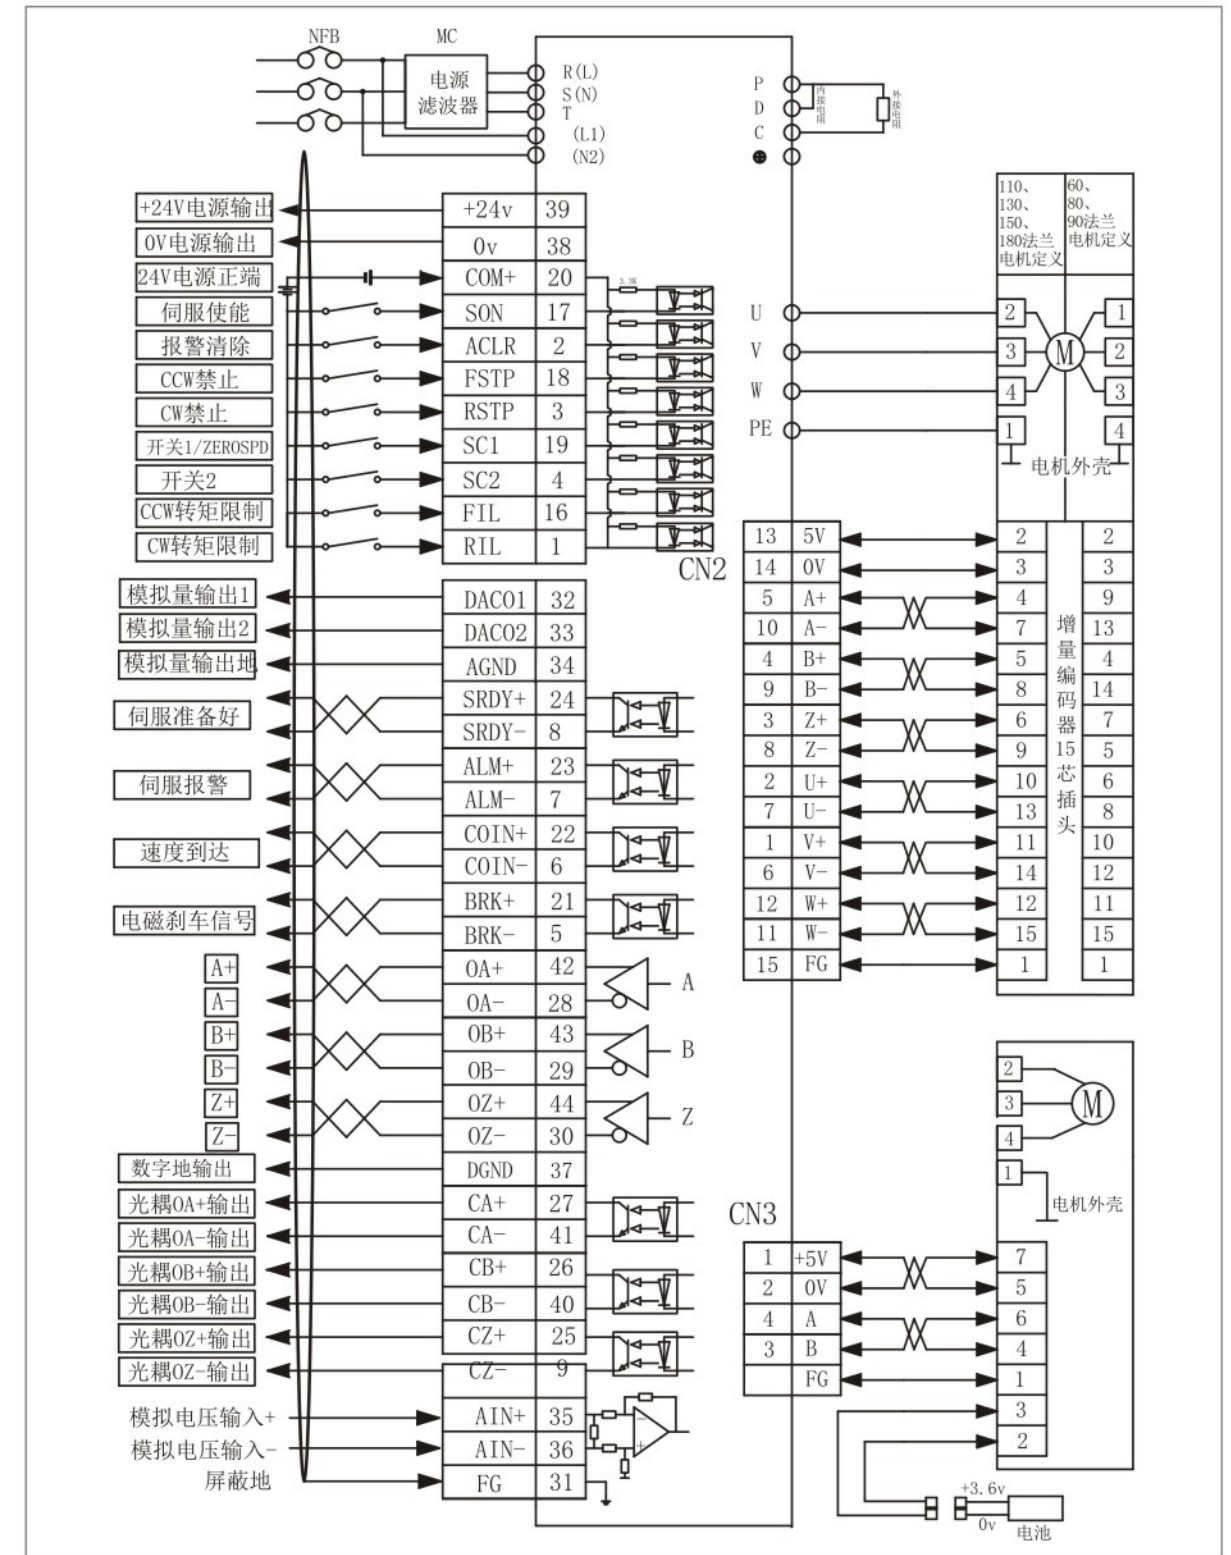 NFB
MC
电源
滤波器
R(L)
S(N)
T
(L1)
(N2)
P
D
C
内接电阻
外接电阻
+24V电源输出
+24v
39
0V电源输出
0v
38
24V电源正端
COM+
20
3.3K
伺服使能
SON
17
报警清除
ACLR
2
CCW禁止
FSTP
18
CW禁止
RSTP
3
开关1/ZEROSPD
SC1
19
开关2
SC2
4
CCW转矩限制
FIL
16
CW转矩限制
RIL
1
CN2
模拟量输出1
DACO1
32
模拟量输出2
DACO2
33
模拟量输出地
AGND
34
伺服准备好
SRDY+
24
SRDY-
8
伺服报警
ALM+
23
ALM-
7
速度到达
COIN+
22
COIN-
6
电磁刹车信号
BRK+
21
BRK-
5
A+
OA+
42
A
A-
OA-
28
B+
OB+
43
B
B-
OB-
29
Z+
OZ+
44
Z
Z-
OZ-
30
数字地输出
DGND
37
光耦OA+输出
CA+
27
光耦OA-输出
CA-
41
光耦OB+输出
CB+
26
光耦OB-输出
CB-
40
光耦OZ+输出
CZ+
25
光耦OZ-输出
CZ-
9
模拟电压输入+
AIN+
35
模拟电压输入-
AIN-
36
屏蔽地
FG
31
110、
130、
150、
180法兰
电机定义
60、
80、
90法兰
电机定义
U
2
1
V
3
M
2
W
4
3
PE
1
4
电机外壳
13
5V
2
2
14
0V
3
3
5
A+
4
9
10
A-
7
13
4
B+
5
4
9
B-
8
14
3
Z+
6
7
8
Z-
9
5
2
U+
10
6
7
U-
13
8
1
V+
11
10
6
V-
14
12
12
W+
12
11
11
W-
15
15
15
FG
1
1
增量编码器15芯插头
2
3
M
4
1
电机外壳
CN3
1
+5V
7
2
0V
5
4
A
6
3
B
4
FG
1
3
2
+3.6v
0v
电池